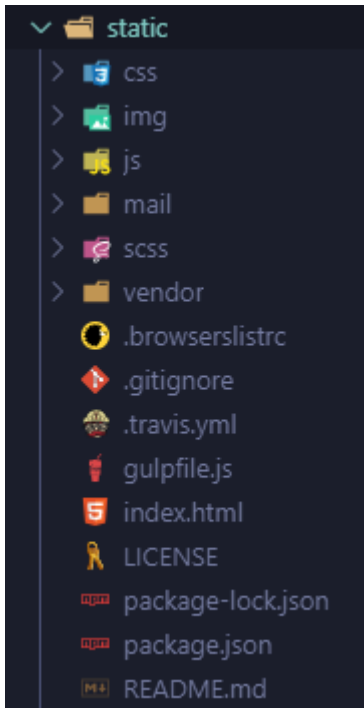 static
css
img
js
mail
scss
vendor
.browserslistrc
.gitignore
.travis.yml
gulpfile.js
index.html
LICENSE
package-lock.json
package.json
README.md